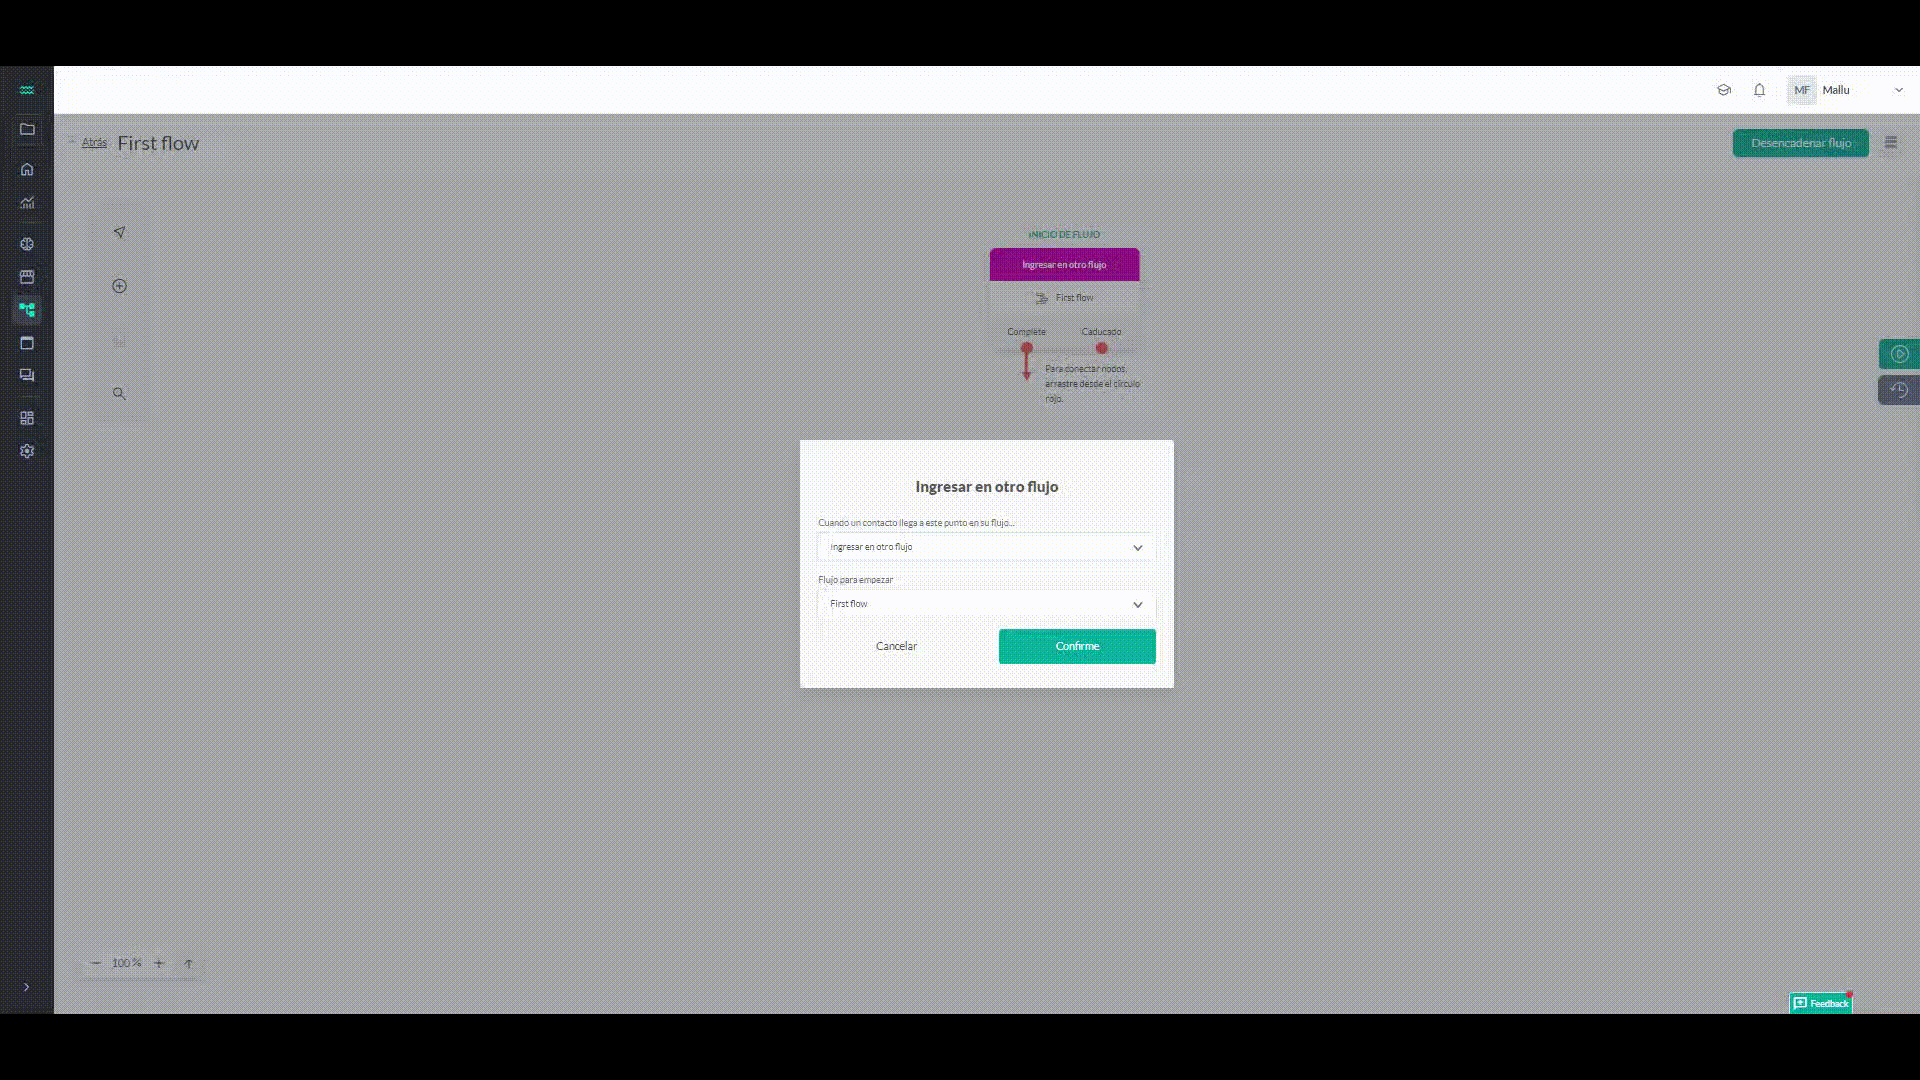 MF Mallu
Atrás First flow
Desencadenar flujo
INICIO DE FLUJO
Ingresar en otro flujo
First flow
Complete Caducado
Para conectar nodos,
arrastre desde el círculo
rojo.
Ingresar en otro flujo
Cuando un contacto llega a este punto en su flujo...
Ingresar en otro flujo
Flujo para empezar
First flow
Cancelar Confirme
100 %
Feedback